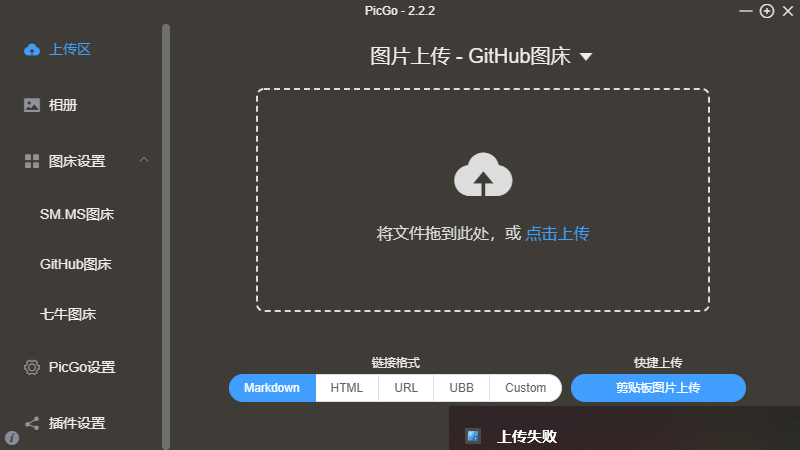 PicGo - 2.2.2
上传区
相册
图床设置
SM.MS图床
GitHub图床
七牛图床
PicGo设置
插件设置
图片上传 - GitHub图床
将文件拖到此处，或 点击上传
链接格式
Markdown HTML URL UBB Custom
快捷上传
剪贴板图片上传
上传失败